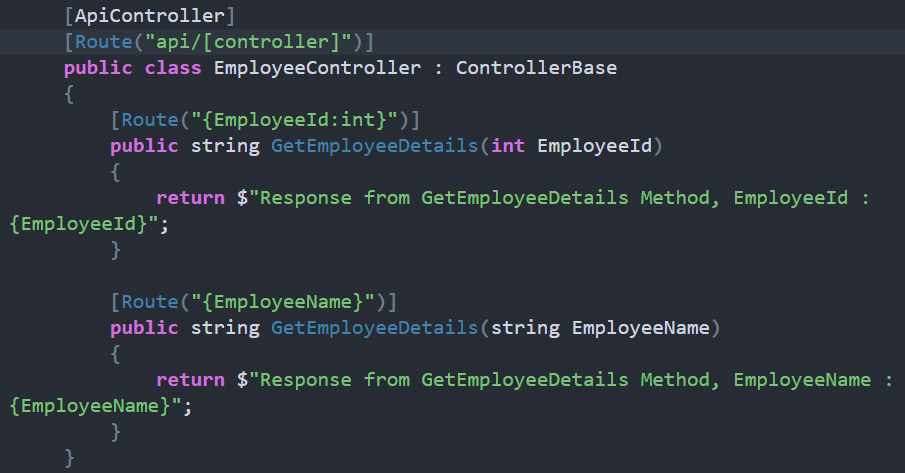 [ApiController]
[Route("api/[controller]")]
public class EmployeeController : ControllerBase
{
[Route("{EmployeeId:int}")]
public string GetEmployeeDetails(int EmployeeId)
{
return $"Response from GetEmployeeDetails Method, EmployeeId :
{EmployeeId}";
}
[Route("{EmployeeName}")]
public string GetEmployeeDetails(string EmployeeName)
{
return $"Response from GetEmployeeDetails Method, EmployeeName :
{EmployeeName}";
}
}